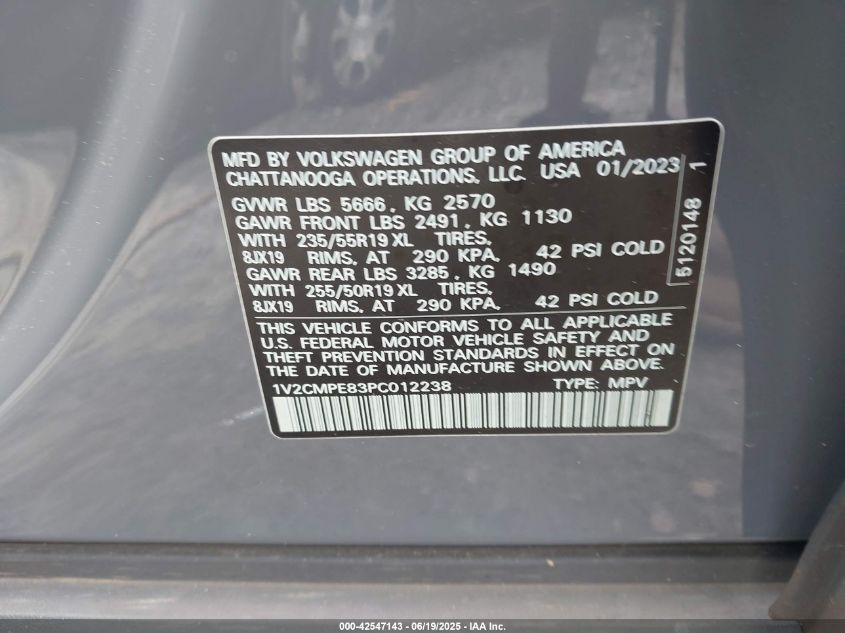 MFD BY VOLKSWAGEN GROUP OF AMERICA
CHATTANOOGA OPERATIONS, LLC. USA 01/2023
GVWR LBS 5666, KG 2570
GAWR FRONT LBS 2491, KG 1130
WITH 235/55R19 XL TIRES,
8JX19 RIMS, AT 290 KPA, 42 PSI COLD
GAWR REAR LBS 3285, KG 1490
WITH 255/50R19 XL TIRES,
8JX19 RIMS, AT 290 KPA, 42 PSI COLD
THIS VEHICLE CONFORMS TO ALL APPLICABLE
U.S. FEDERAL MOTOR VEHICLE SAFETY AND
THEFT PREVENTION STANDARDS IN EFFECT ON
THE DATE OF MANUFACTURE SHOWN ABOVE.
1V2CMPE83PC012238 TYPE: MPV
5120148 1
000-42547143 - 06/19/2025 - IAA Inc.